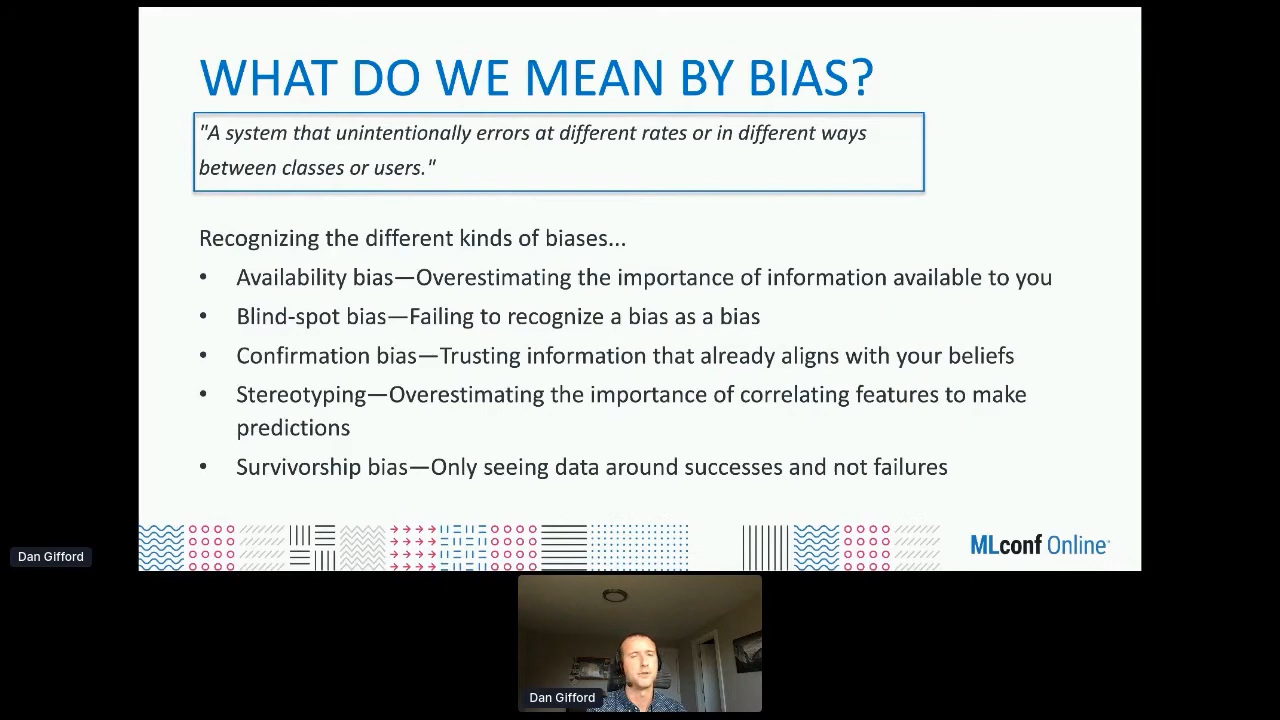 WHAT DO WE MEAN BY BIAS?
"A system that unintentionally errors at different rates or in different ways
between classes or users."
Recognizing the different kinds of biases...
• Availability bias—Overestimating the importance of information available to you
• Blind-spot bias—Failing to recognize a bias as a bias
• Confirmation bias—Trusting information that already aligns with your beliefs
• Stereotyping—Overestimating the importance of correlating features to make
predictions
• Survivorship bias—Only seeing data around successes and not failures
MLconf Online
Dan Gifford
Dan Gifford